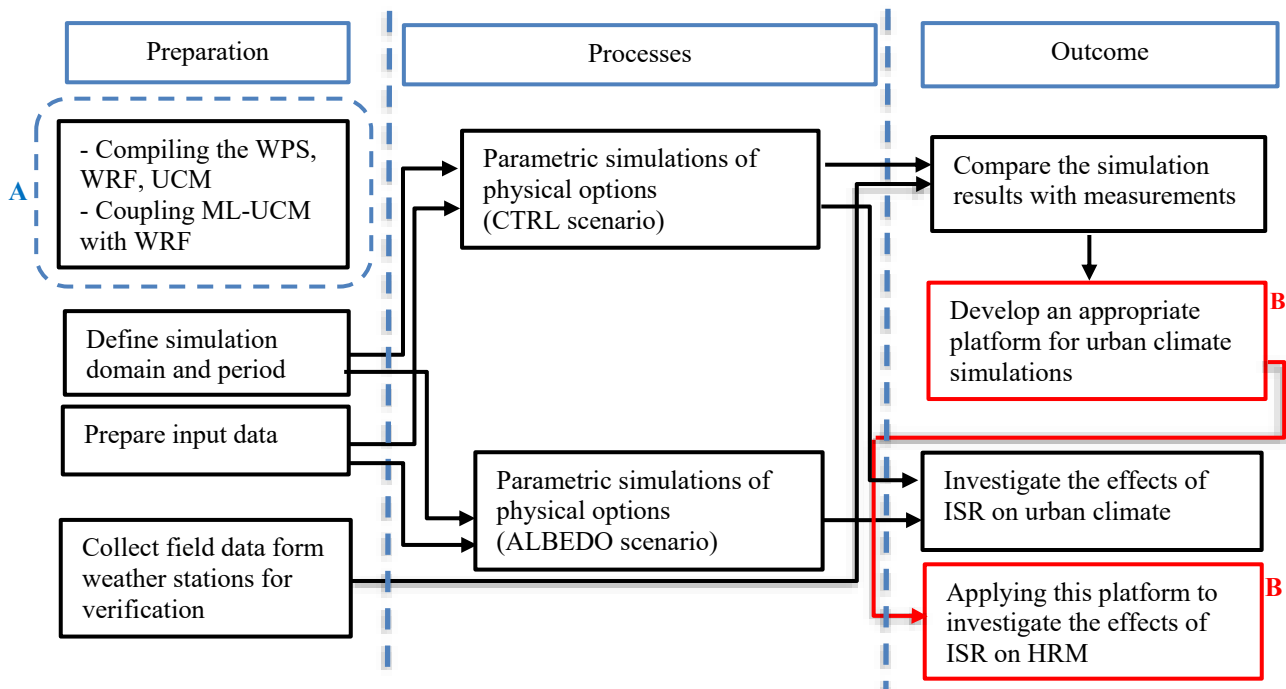 Preparation
Processes
Outcome
A
- Compiling the WPS,
WRF, UCM
- Coupling ML-UCM
with WRF
Define simulation
domain and period
Prepare input data
Collect field data form
weather stations for
verification
Parametric simulations of
physical options
(CTRL scenario)
Parametric simulations of
physical options
(ALBEDO scenario)
Compare the simulation
results with measurements
Develop an appropriate
platform for urban climate
simulations
B
Investigate the effects of
ISR on urban climate
Applying this platform to
investigate the effects of
ISR on HRM
B